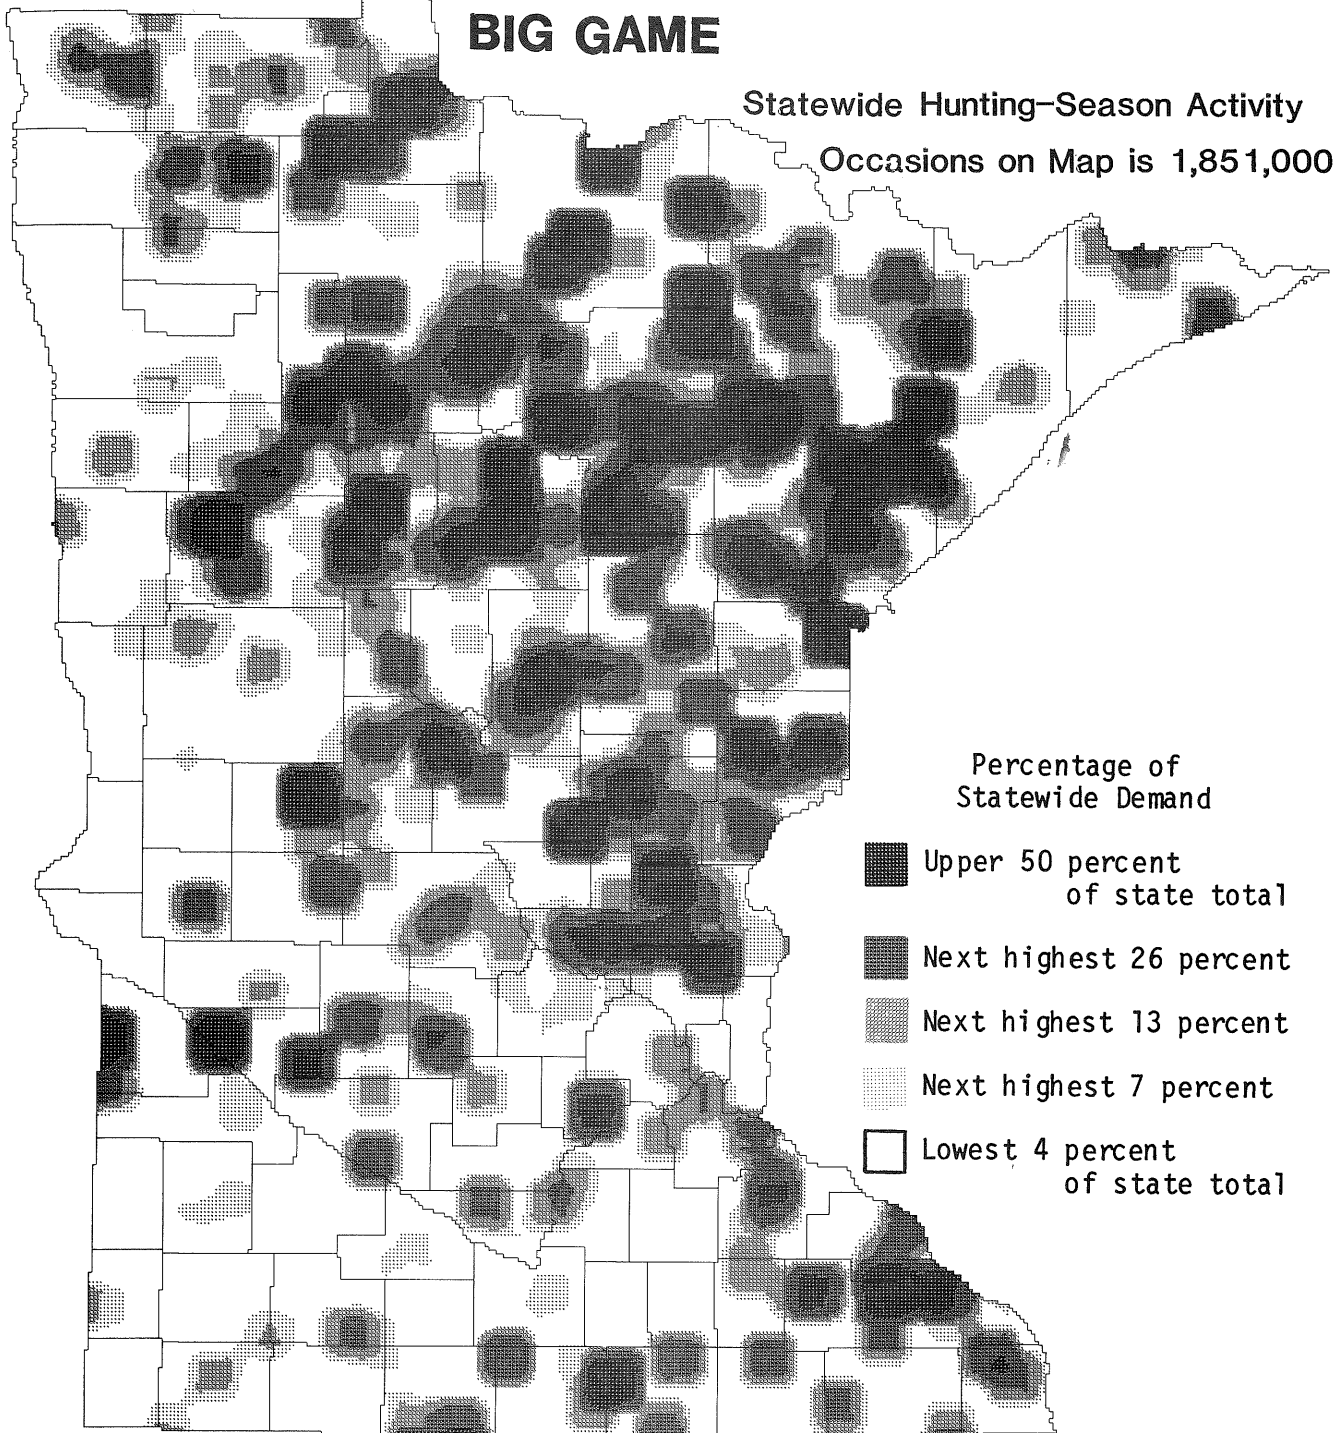 BIG GAME
Statewide Hunting-Season Activity
Occasions on Map is 1,851,000
Percentage of
Statewide Demand
Upper 50 percent
of state total
Next highest 26 percent
Next highest 13 percent
Next highest 7 percent
Lowest 4 percent
of state total